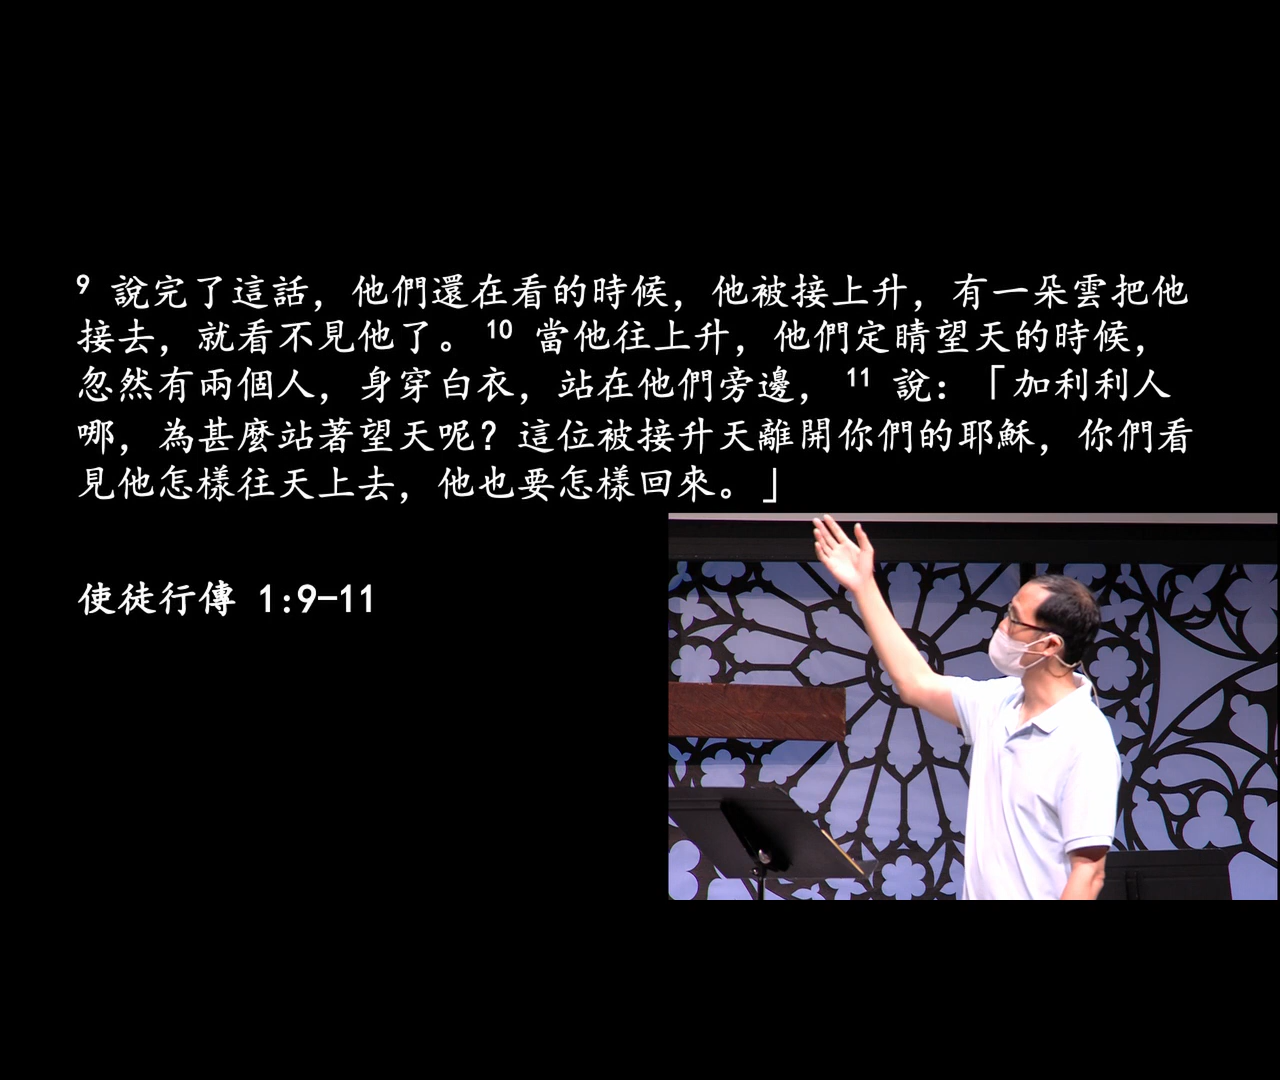 9 說完了這話，他們還在看的時候，他被接上升，有一朵雲把他
接去，就看不見他了。10 當他往上升，他們定睛望天的時候，
忽然有兩個人，身穿白衣，站在他們旁邊，11 說：「加利利人
哪，為甚麼站著望天呢？這位被接升天離開你們的耶穌，你們看
見他怎樣往天上去，他也要怎樣回來。」
使徒行傳 1:9-11